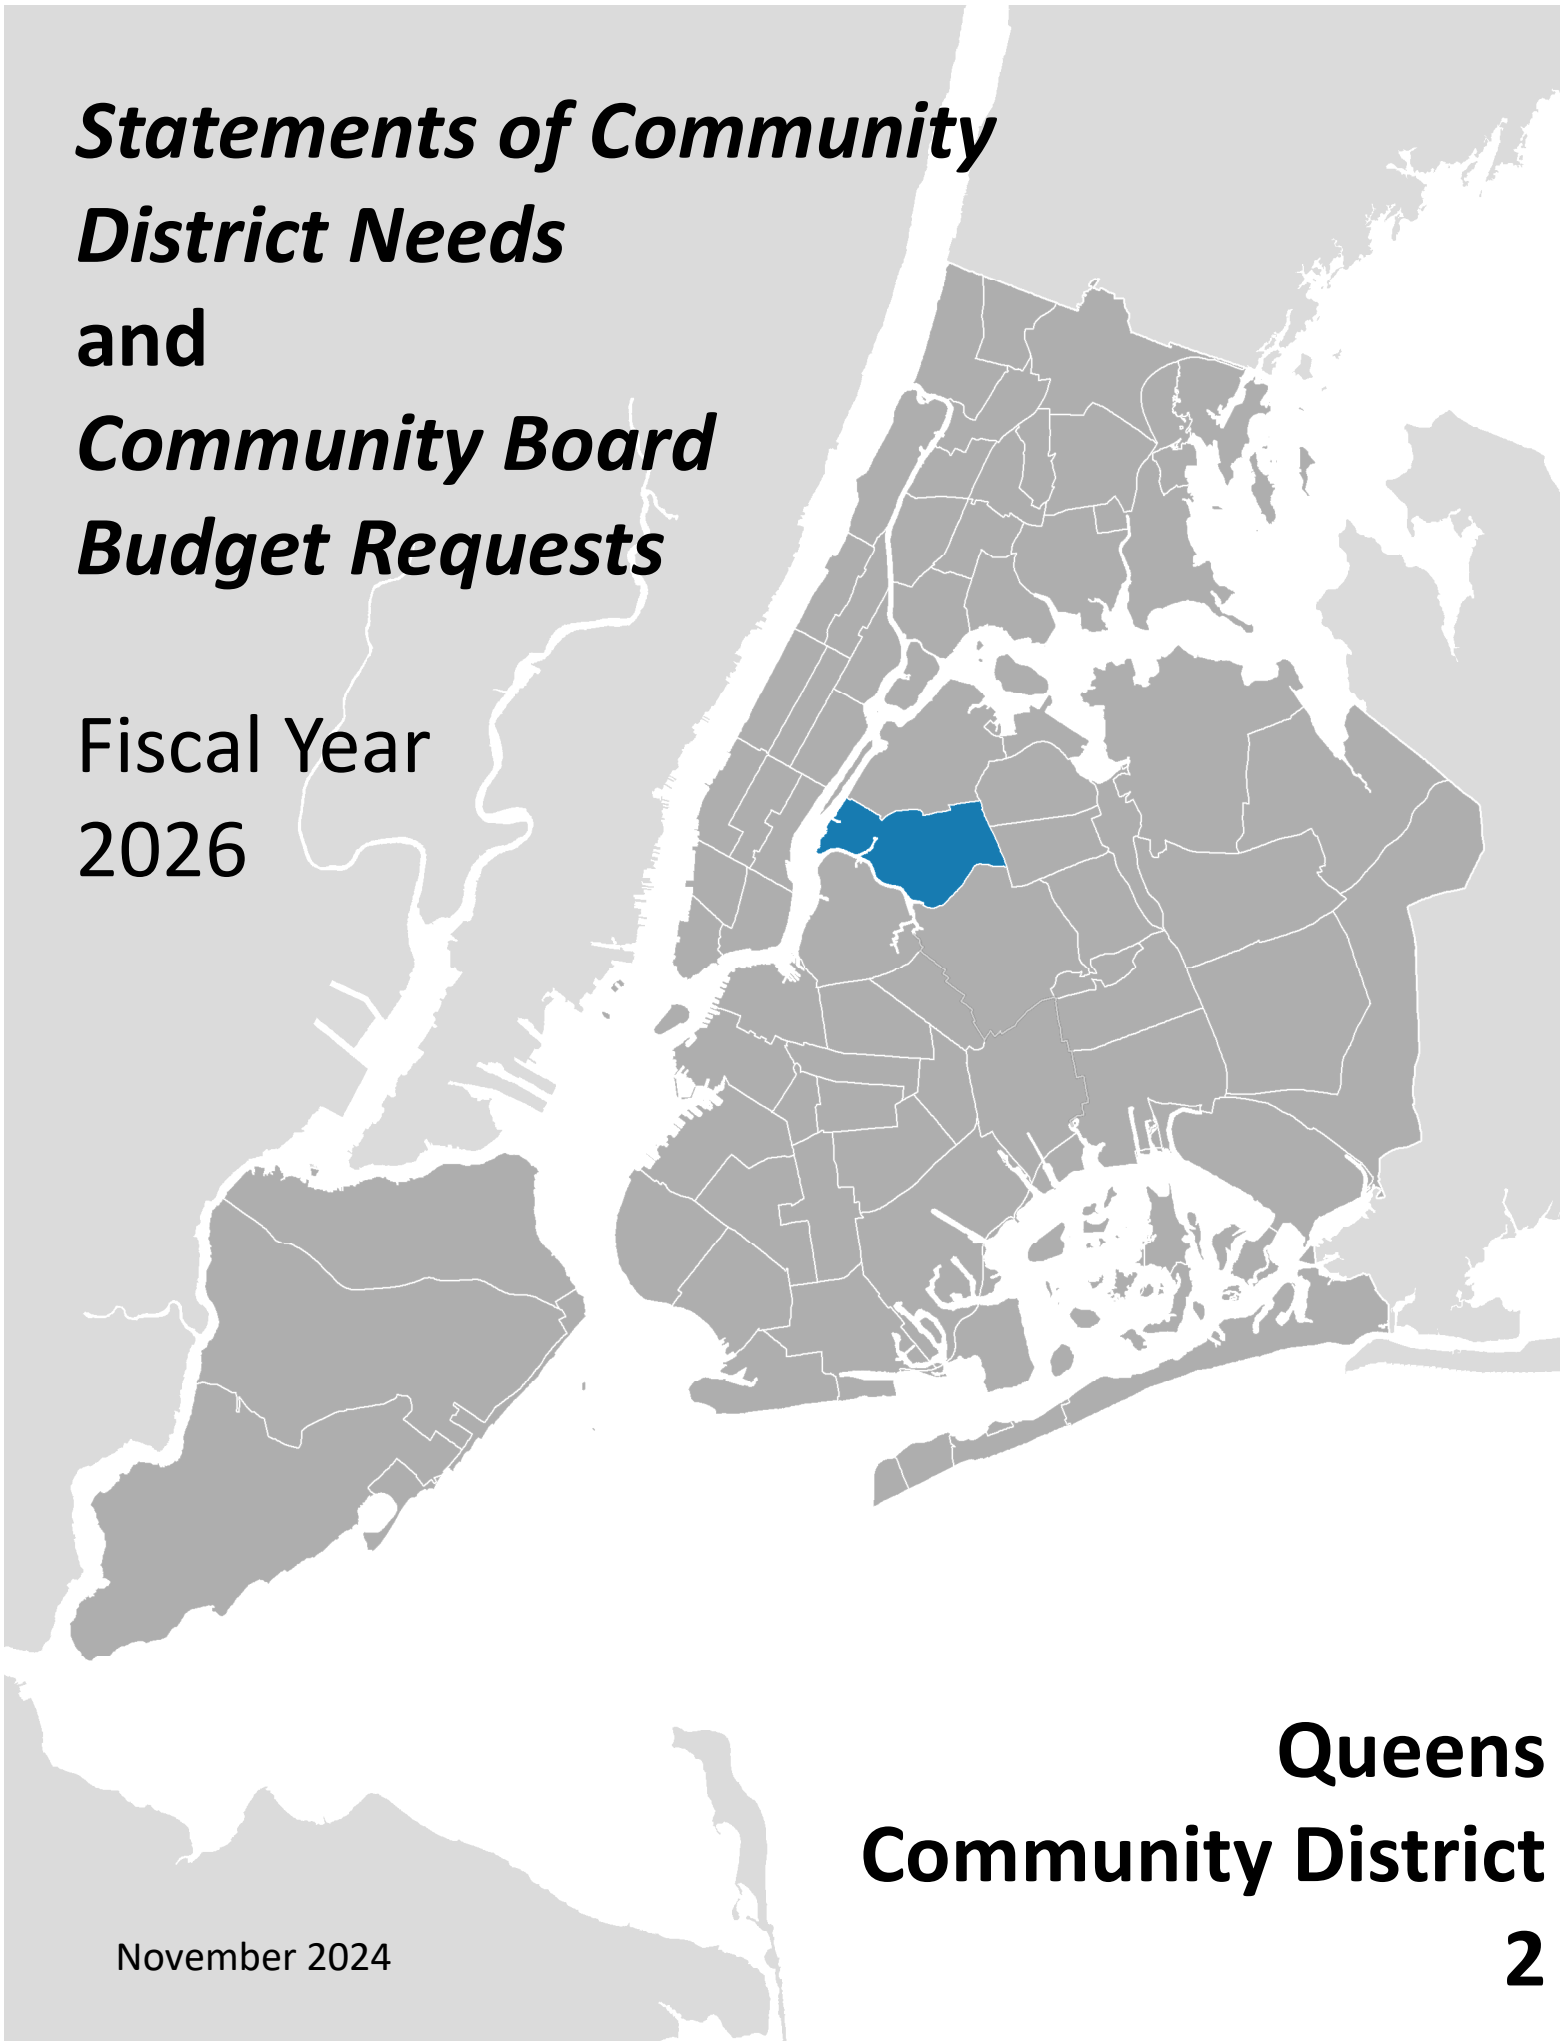 Statements of Community
District Needs
and
Community Board
Budget Requests
Fiscal Year
2026
Queens
Community District
2
November 2024